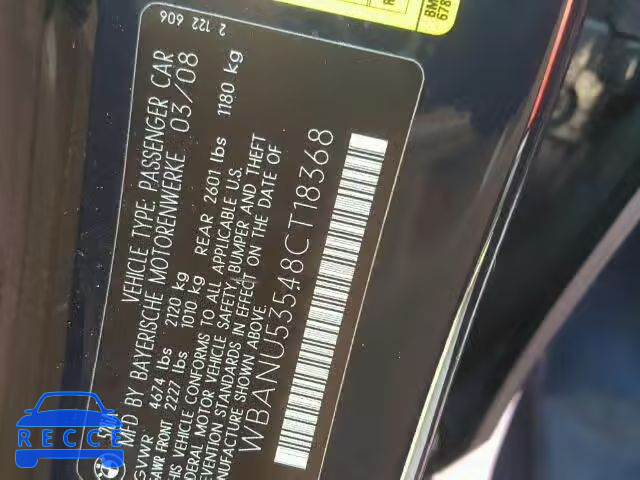 VEHICLE TYPE: PASSENGER CAR
MFD BY BAYERISCHE MOTORENWERKE 03/08
GVWR 4674 lbs 2120 kg
GAWR FRONT 2227 lbs 1010 kg REAR 2601 lbs 1180 kg
THIS VEHICLE CONFORMS TO ALL APPLICABLE U.S.
FEDERAL MOTOR VEHICLE SAFETY, BUMPER AND THEFT
PREVENTION STANDARDS IN EFFECT ON THE DATE OF
MANUFACTURE SHOWN ABOVE
WBANU53548CT18368
2 122 606
BM
678
RECCE